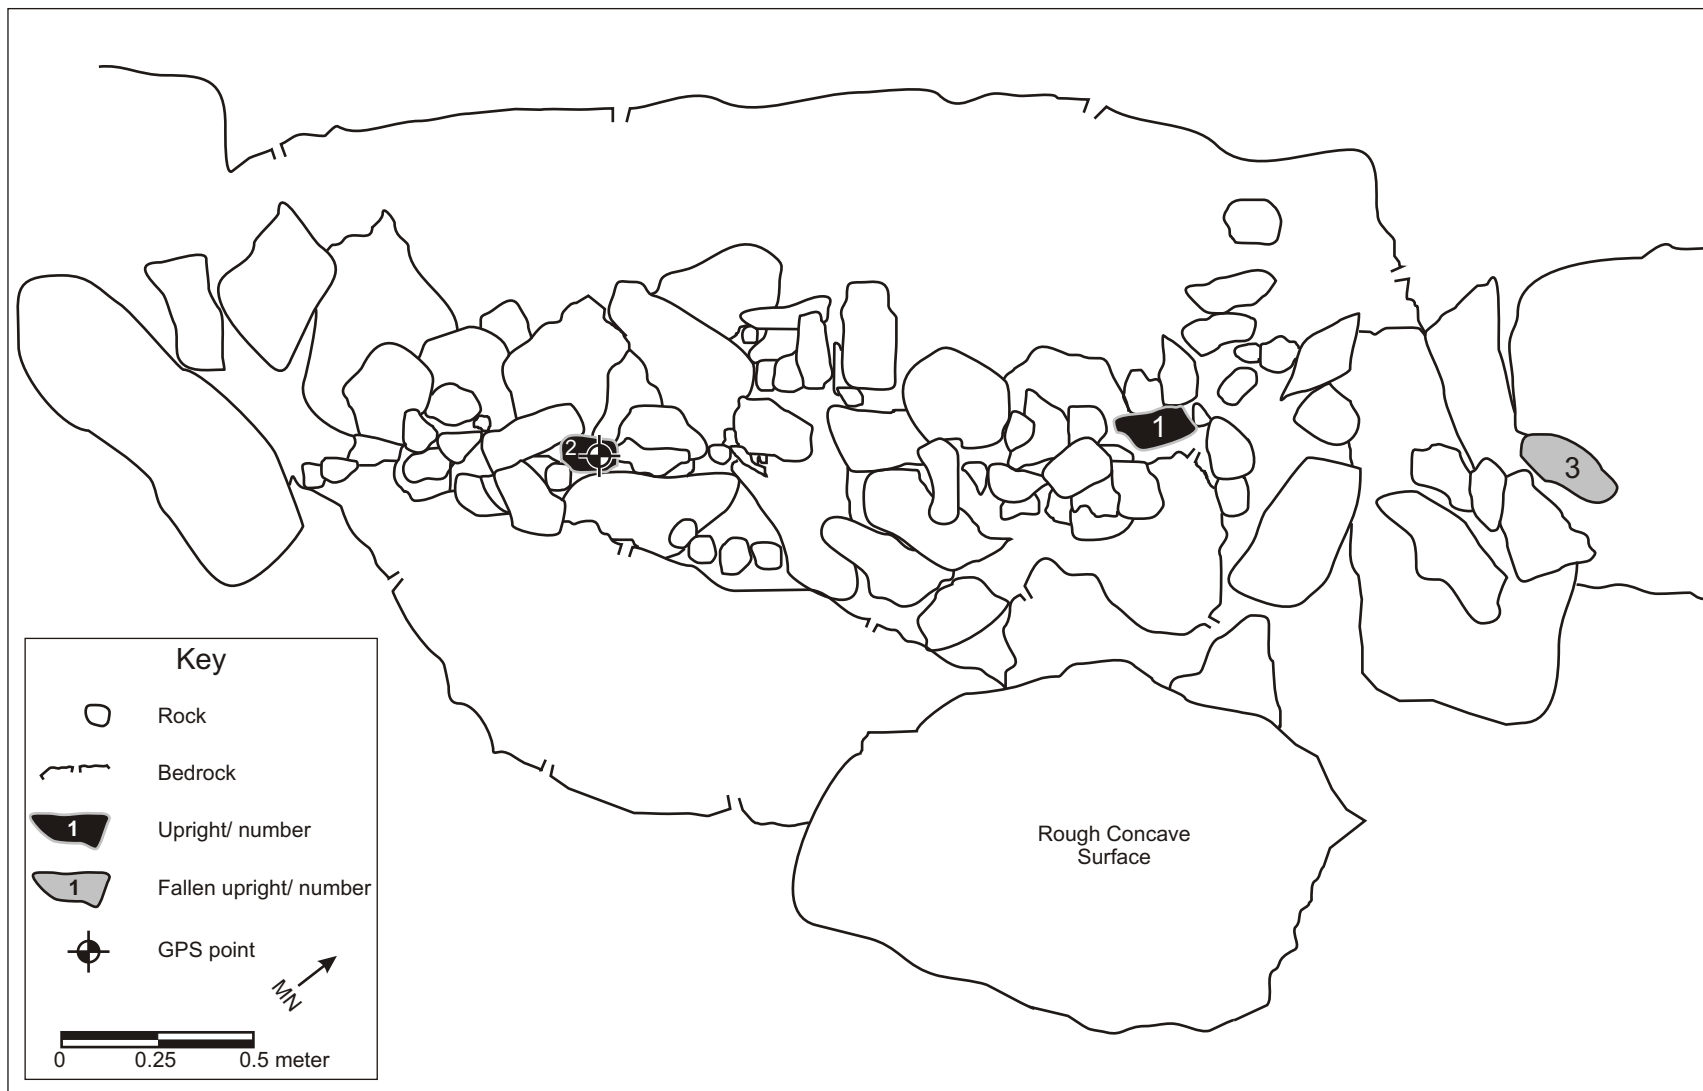 2
1
3
Rough Concave
Surface
Key
Rock
Bedrock
1 Upright/ number
1 Fallen upright/ number
GPS point
MN
0 0.25 0.5 meter